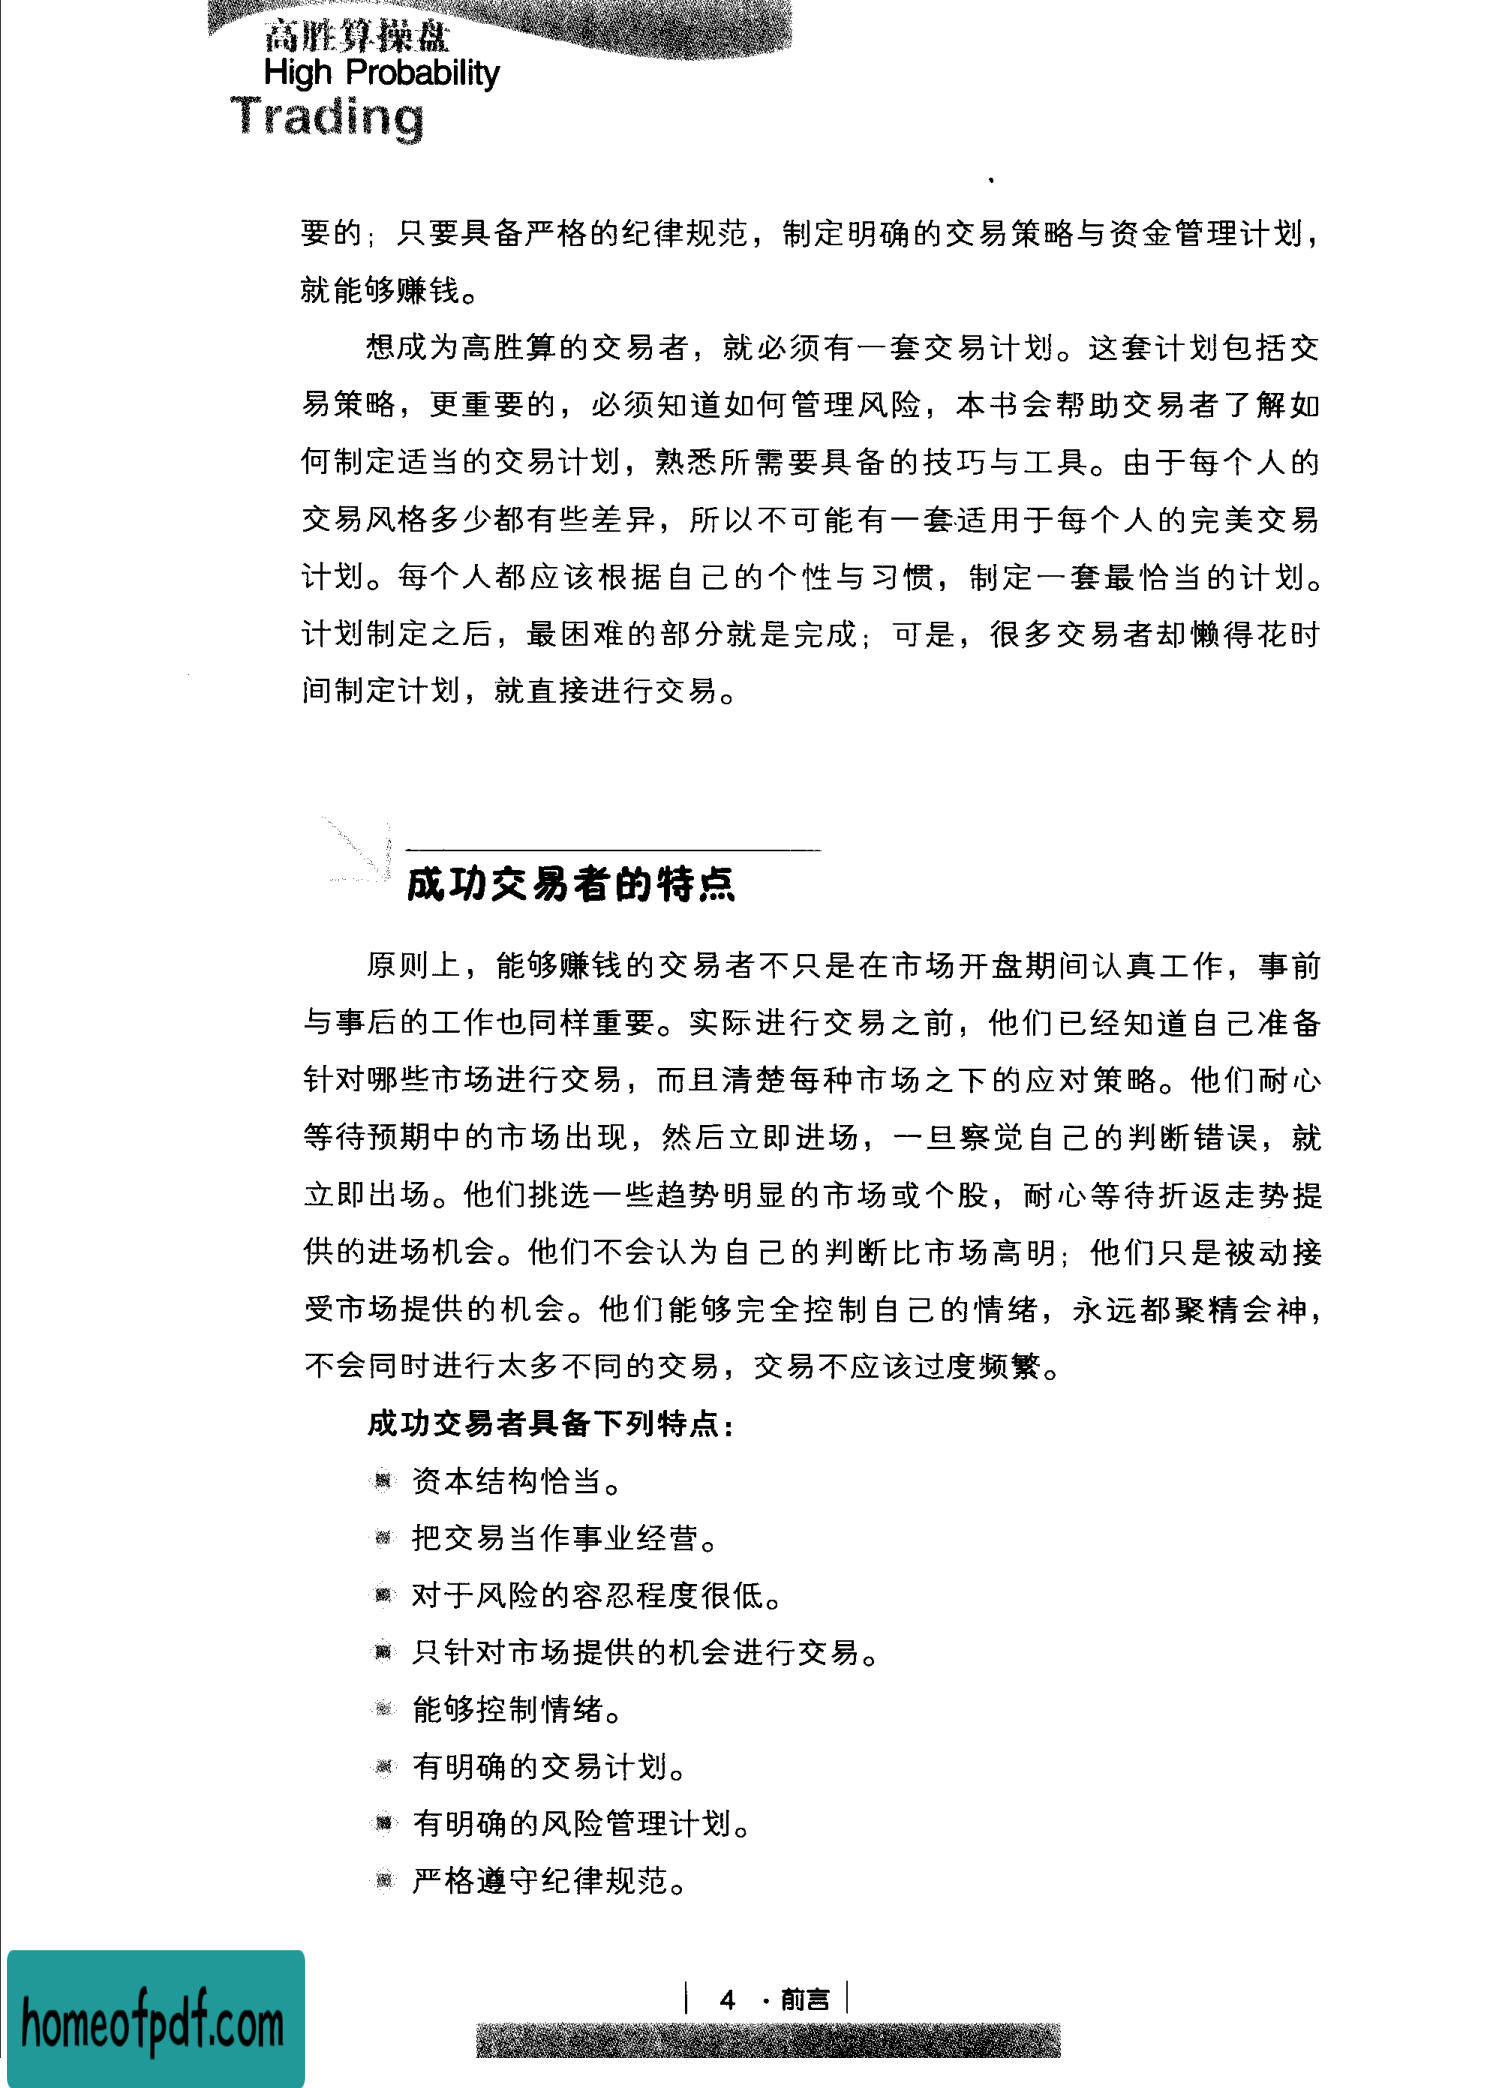 高胜算操盘
High Probability
Trading
要的；只要具备严格的纪律规范，制定明确的交易策略与资金管理计划，
就能够赚钱。
想成为高胜算的交易者，就必须有一套交易计划。这套计划包括交
易策略，更重要的，必须知道如何管理风险，本书会帮助交易者了解如
何制定适当的交易计划，熟悉所需要具备的技巧与工具。由于每个人的
交易风格多少都有些差异，所以不可能有一套适用于每个人的完美交易
计划。每个人都应该根据自己的个性与习惯，制定一套最恰当的计划。
计划制定之后，最困难的部分就是完成；可是，很多交易者却懒得花时
间制定计划，就直接进行交易。
成功交易者的特点
原则上，能够赚钱的交易者不只是在市场开盘期间认真工作，事前
与事后的工作也同样重要。实际进行交易之前，他们已经知道自己准备
针对哪些市场进行交易，而且清楚每种市场之下的应对策略。他们耐心
等待预期中的市场出现，然后立即进场，一旦察觉自己的判断错误，就
立即出场。他们挑选一些趋势明显的市场或个股，耐心等待折返走势提
供的进场机会。他们不会认为自己的判断比市场高明；他们只是被动接
受市场提供的机会。他们能够完全控制自己的情绪，永远都聚精会神，
不会同时进行太多不同的交易，交易不应该过度频繁。
成功交易者具备下列特点：
资本结构恰当。
把交易当作事业经营。
对于风险的容忍程度很低。
只针对市场提供的机会进行交易。
能够控制情绪。
有明确的交易计划。
有明确的风险管理计划。
严格遵守纪律规范。
4 · 前言
homeofpdf.com